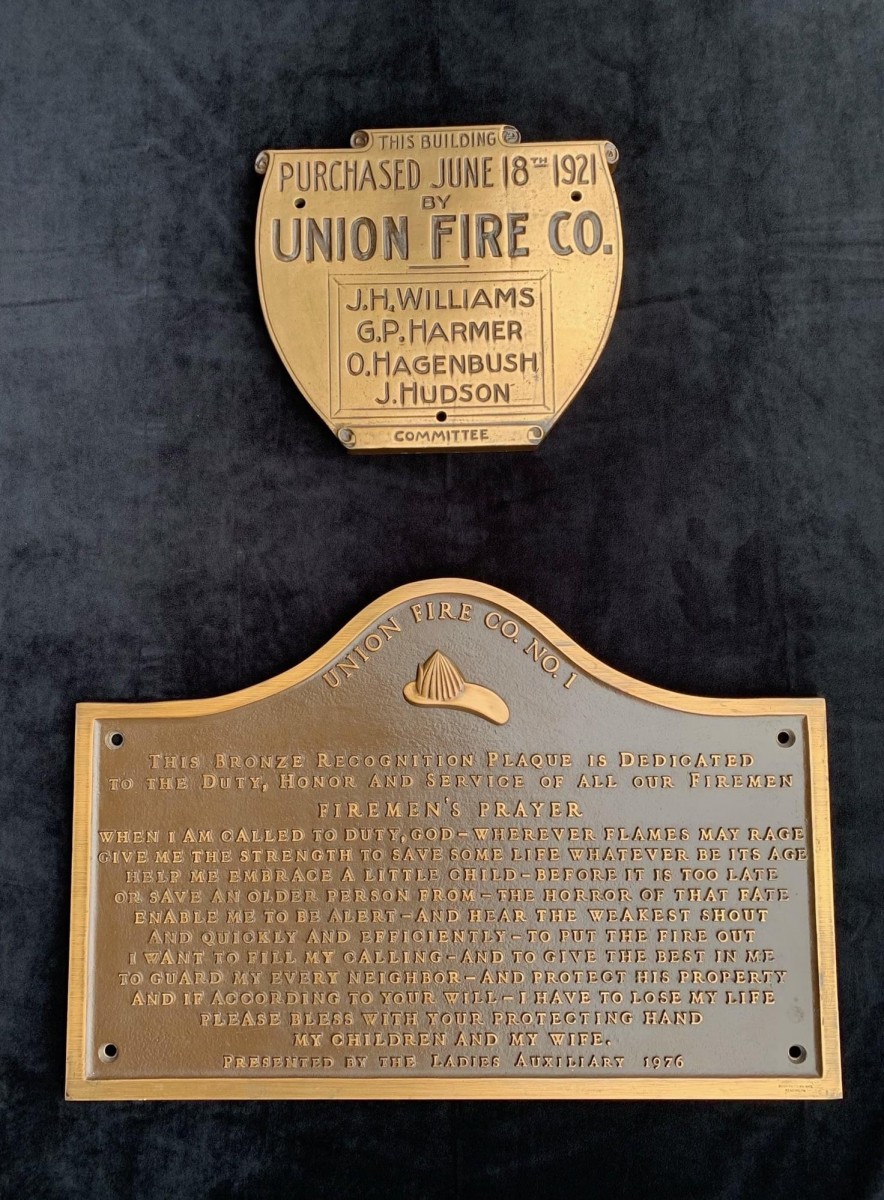 THIS BUILDING
PURCHASED JUNE 18TH 1921
BY
UNION FIRE CO.
J.H.WILLIAMS
G.P.HARMER
O.HAGENBUSH
J.HUDSON
COMMITTEE
UNION FIRE CO. NO. 1
THIS BRONZE RECOGNITION PLAQUE IS DEDICATED
TO THE DUTY, HONOR AND SERVICE OF ALL OUR FIREMEN
FIREMEN'S PRAYER
WHEN I AM CALLED TO DUTY, GOD – WHEREVER FLAMES MAY RAGE
GIVE ME THE STRENGTH TO SAVE SOME LIFE WHATEVER BE ITS AGE
HELP ME EMBRACE A LITTLE CHILD – BEFORE IT IS TOO LATE
OR SAVE AN OLDER PERSON FROM – THE HORROR OF THAT FATE
ENABLE ME TO BE ALERT – AND HEAR THE WEAKEST SHOUT
AND QUICKLY AND EFFICIENTLY – TO PUT THE FIRE OUT
I WANT TO FILL MY CALLING – AND TO GIVE THE BEST IN ME
TO GUARD MY EVERY NEIGHBOR – AND PROTECT HIS PROPERTY
AND IF ACCORDING TO YOUR WILL – I HAVE TO LOSE MY LIFE
PLEASE BLESS WITH YOUR PROTECTING HAND
MY CHILDREN AND MY WIFE.
PRESENTED BY THE LADIES AUXILIARY 1976